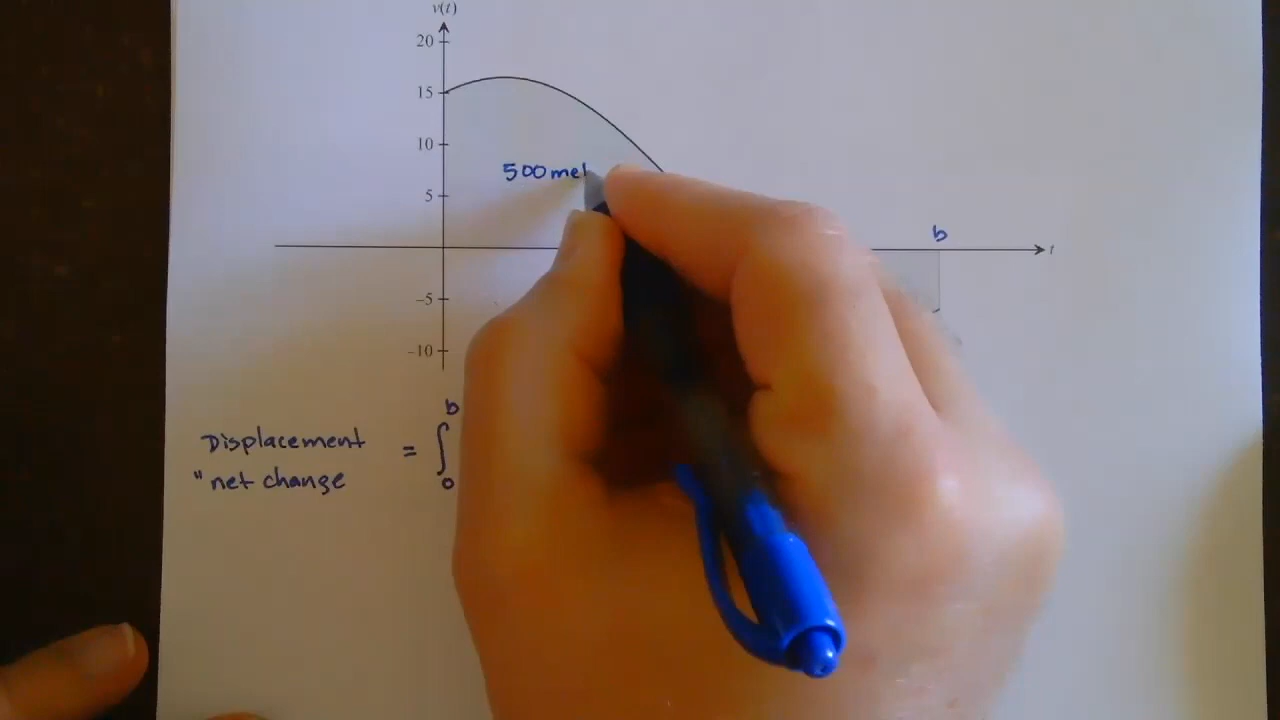 v(t)
20
15
10
500 me
5
b
t
-5
-10
b
Displacement = ∫
"net change
0